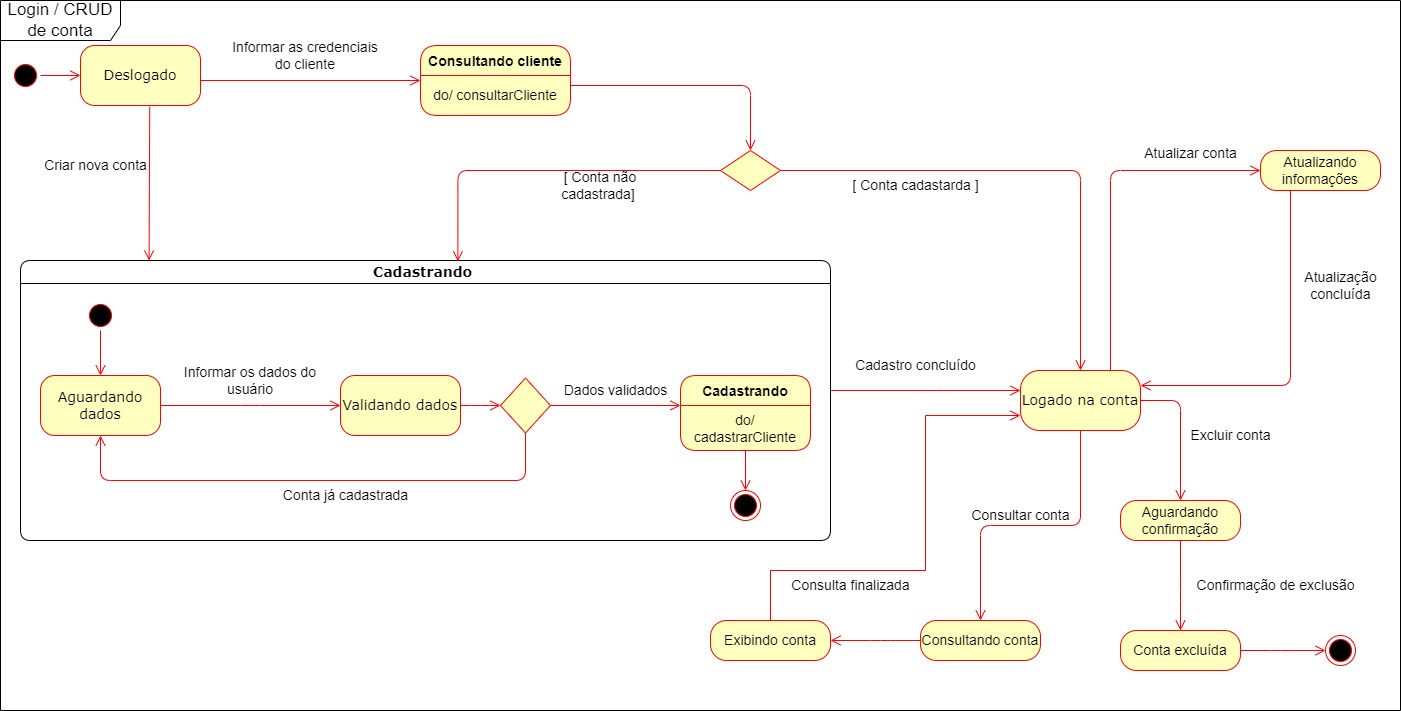 Login / CRUD
de conta
Informar as credenciais
do cliente
Deslogado
Consultando cliente
do/ consultarCliente
Criar nova conta
[ Conta não
cadastrada]
[ Conta cadastarda ]
Atualizar conta
Atualizando
informações
Atualização
concluída
Cadastrando
Aguardando
dados
Informar os dados do
usuário
Validando dados
Dados validados
Cadastrando
do/
cadastrarCliente
Conta já cadastrada
Cadastro concluído
Logado na conta
Excluir conta
Consultar conta
Aguardando
confirmação
Consulta finalizada
Confirmação de exclusão
Exibindo conta
Consultando conta
Conta excluída